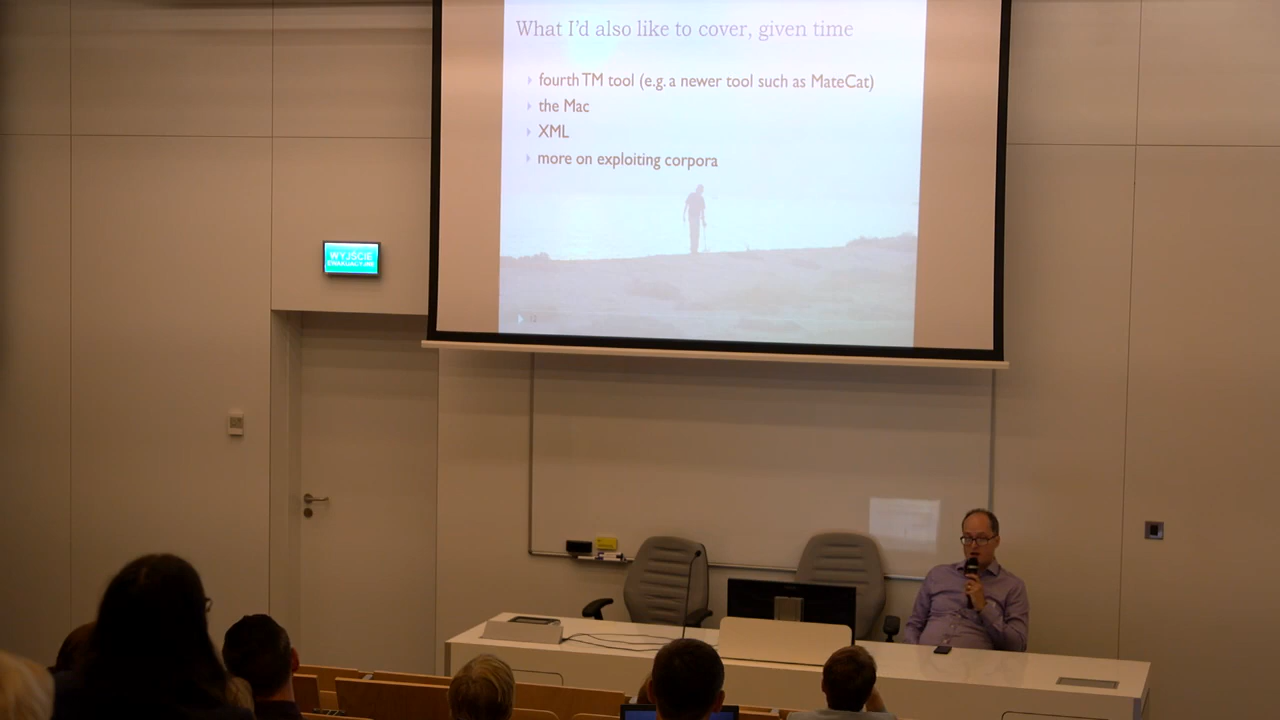 What I'd also like to cover, given time
fourth TM tool (e.g. a newer tool such as MateCat)
the Mac
XML
more on exploiting corpora
WYJŚCIE
EWAKUACYJNE